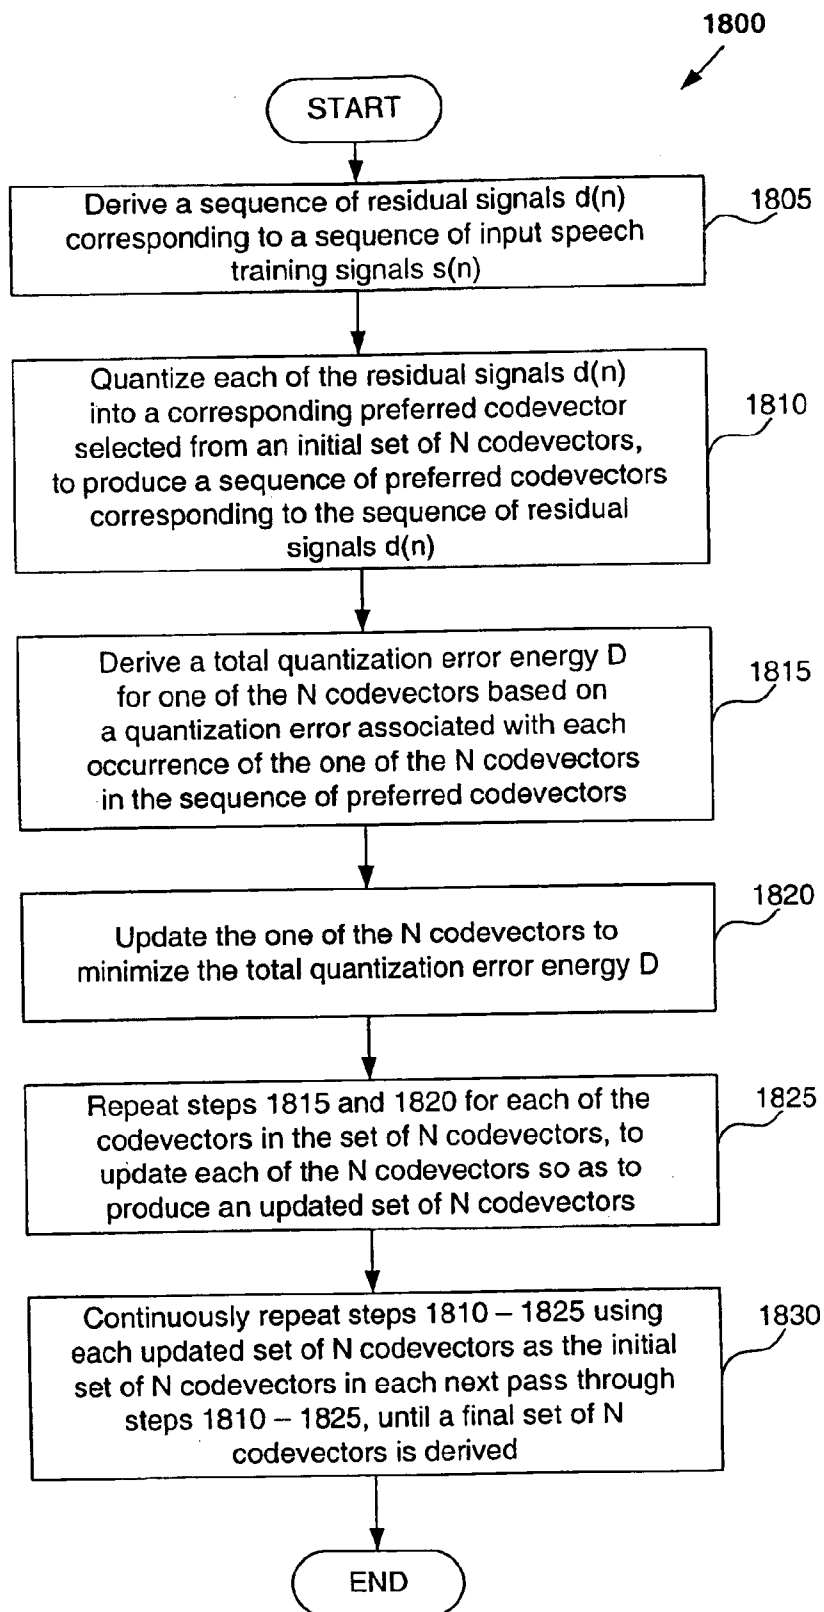 1800
START
Derive a sequence of residual signals d(n)
corresponding to a sequence of input speech
training signals s(n)
1805
Quantize each of the residual signals d(n)
into a corresponding preferred codevector
selected from an initial set of N codevectors,
to produce a sequence of preferred codevectors
corresponding to the sequence of residual
signals d(n)
1810
Derive a total quantization error energy D
for one of the N codevectors based on
a quantization error associated with each
occurrence of the one of the N codevectors
in the sequence of preferred codevectors
1815
Update the one of the N codevectors to
minimize the total quantization error energy D
1820
Repeat steps 1815 and 1820 for each of the
codevectors in the set of N codevectors, to
update each of the N codevectors so as to
produce an updated set of N codevectors
1825
Continuously repeat steps 1810 – 1825 using
each updated set of N codevectors as the initial
set of N codevectors in each next pass through
steps 1810 – 1825, until a final set of N
codevectors is derived
1830
END